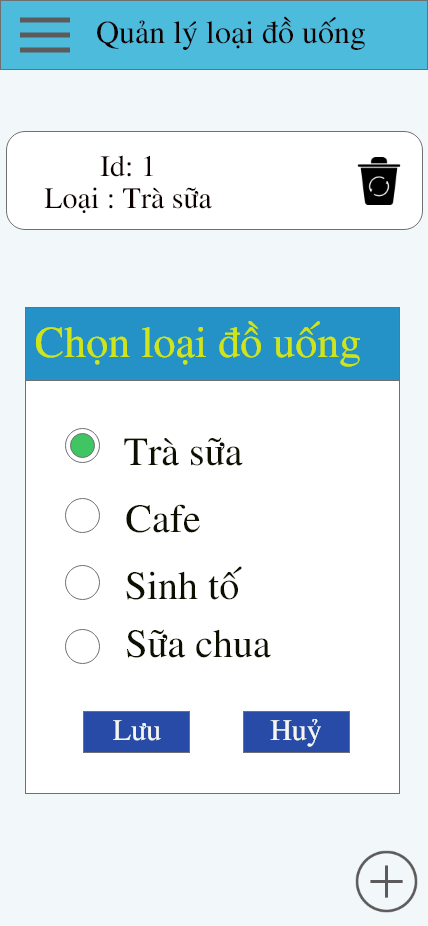 Quản lý loại đồ uống
Id: 1
Loại : Trà sữa
Chọn loại đồ uống
Trà sữa
Cafe
Sinh tố
Sữa chua
Lưu
Huỷ